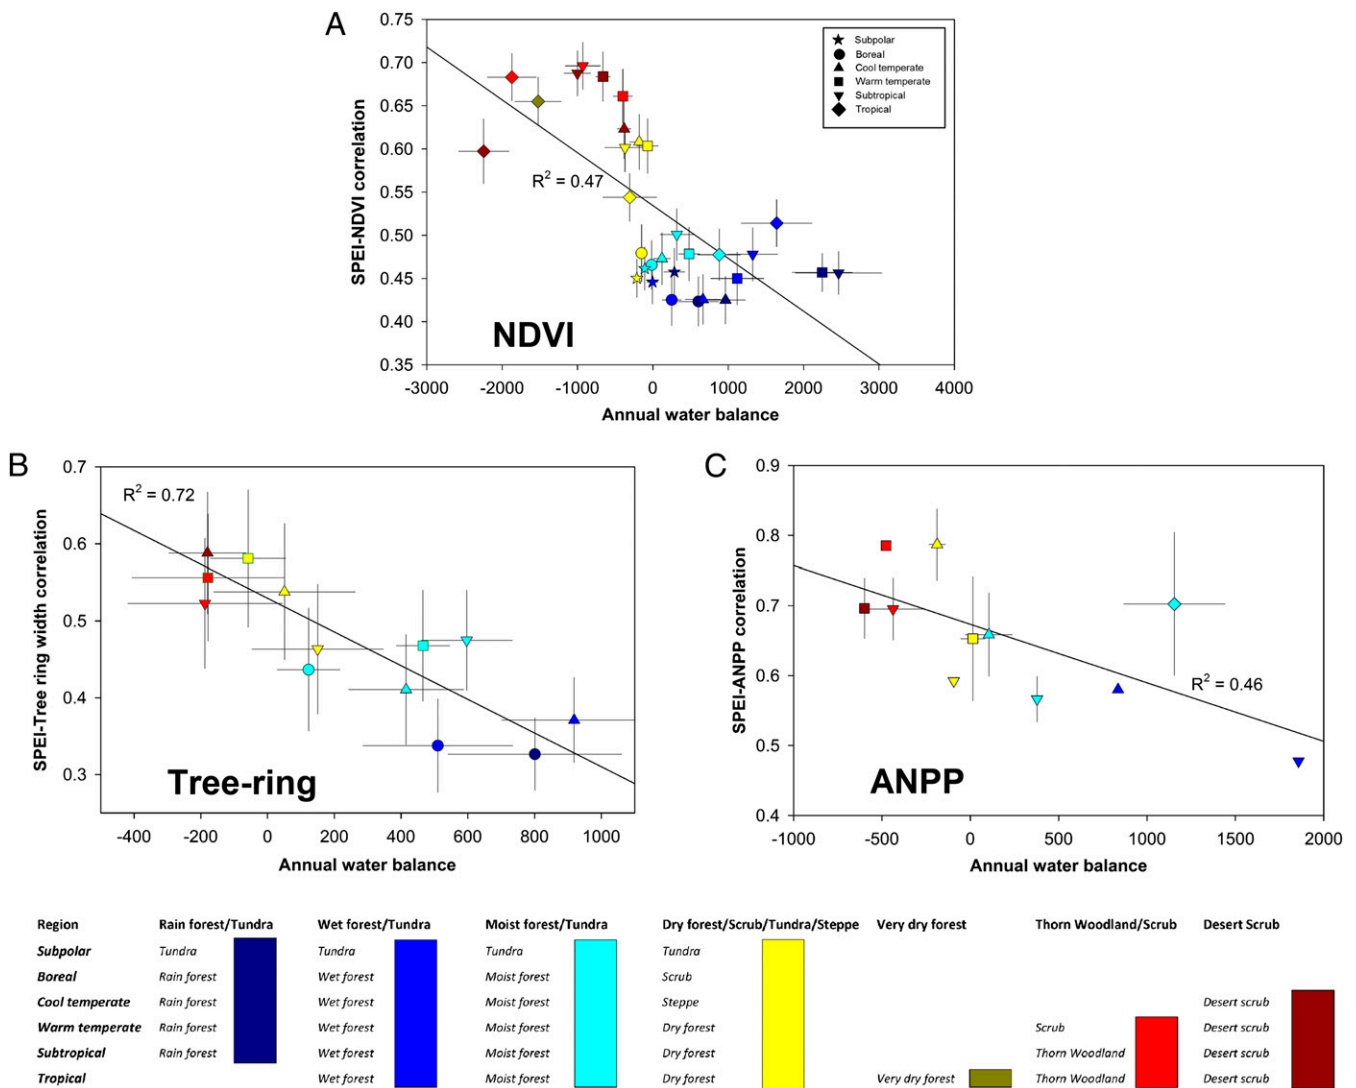 A
0.75
0.70
0.65
0.60
0.55
0.50
0.45
0.40
0.35
SPEI-NDVI correlation
R² = 0.47
NDVI
Subpolar
Boreal
Cool temperate
Warm temperate
Subtropical
Tropical
-3000 -2000 -1000 0 1000 2000 3000 4000
Annual water balance
B
0.7
0.6
0.5
0.4
0.3
SPEI-Tree ring width correlation
R² = 0.72
Tree-ring
-400 -200 0 200 400 600 800 1000
Annual water balance
C
0.9
0.8
0.7
0.6
0.5
0.4
SPEI-ANPP correlation
R² = 0.46
ANPP
-1000 -500 0 500 1000 1500 2000
Annual water balance
Region Rain forest/Tundra Wet forest/Tundra Moist forest/Tundra Dry forest/Scrub/Tundra/Steppe Very dry forest Thorn Woodland/Scrub Desert Scrub
Subpolar Tundra Tundra Tundra Tundra
Boreal Rain forest Wet forest Moist forest Scrub
Cool temperate Rain forest Wet forest Moist forest Steppe Desert scrub
Warm temperate Rain forest Wet forest Moist forest Dry forest Scrub Desert scrub
Subtropical Rain forest Wet forest Moist forest Dry forest Thorn Woodland Desert scrub
Tropical Wet forest Moist forest Dry forest Very dry forest Thorn Woodland Desert scrub